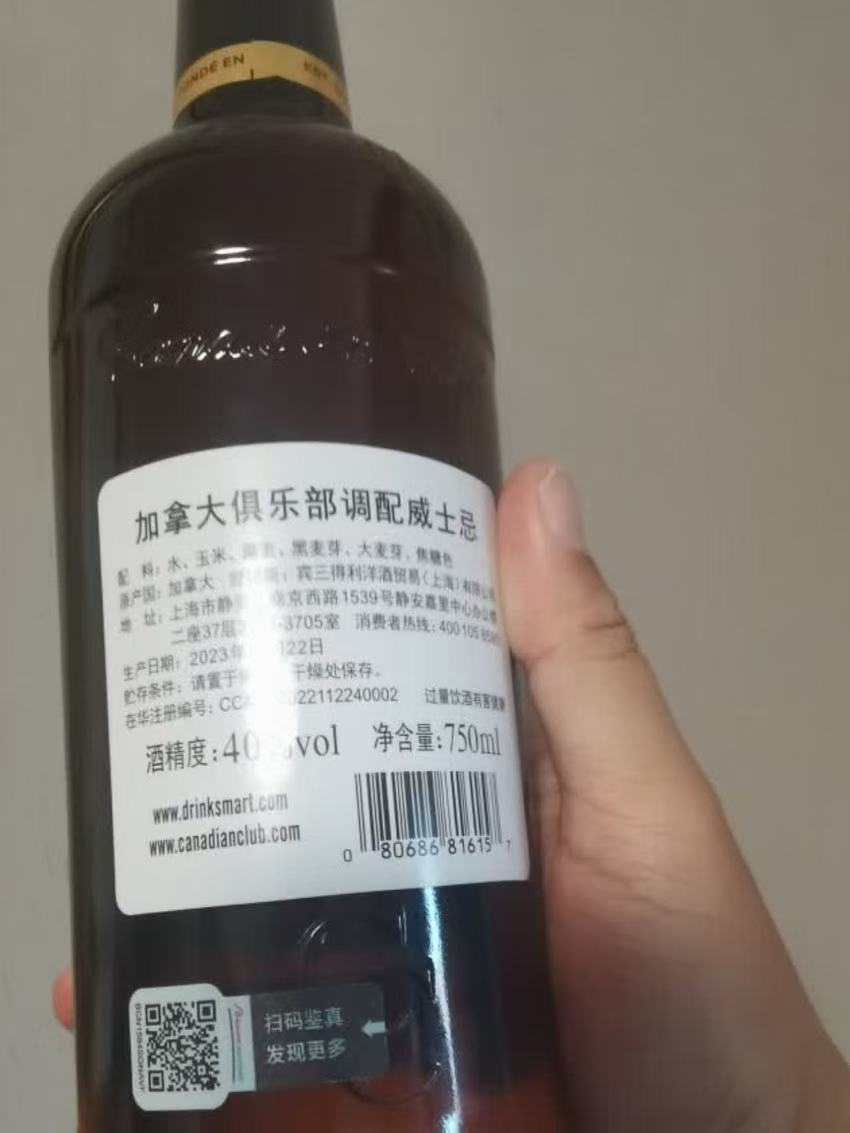 ONDÉ EN
EST
加拿大俱乐部调配威士忌
配 料：水、玉米、黑麦芽、大麦芽、焦糖色
原产国：加拿大 宾三得利洋酒贸易（上海）有限公
地 址：上海市静 南京西路1539号静安嘉里中心办公
二座37层 3705室 消费者热线：400 105
生产日期：2023年 22日
贮存条件：请置于 干燥处保存。
在华注册编号：22112240002 过量饮酒有害健康
酒精度：40 vol 净含量：750ml
www.drinksmart.com
www.canadianclub.com
0 80686 81615 7
扫码鉴真
发现更多